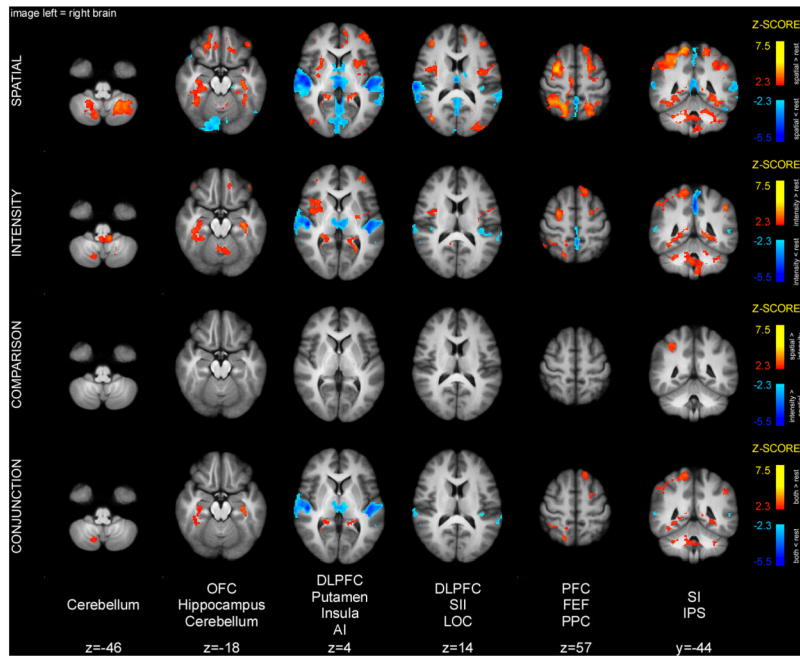 image left = right brain
SPATIAL
Z-SCORE
7.5
2.3
-2.3
-5.5
spatial > rest
spatial < rest
INTENSITY
Z-SCORE
7.5
2.3
-2.3
-5.5
intensity > rest
intensity < rest
COMPARISON
Z-SCORE
7.5
2.3
-2.3
-5.5
spatial >
intensity >
CONJUNCTION
Z-SCORE
7.5
2.3
-2.3
-5.5
both > rest
both < rest
Cerebellum
z=-46
OFC
Hippocampus
Cerebellum
z=-18
DLPFC
Putamen
Insula
AI
z=4
DLPFC
SII
LOC
z=14
PFC
FEF
PPC
z=57
SI
IPS
y=-44